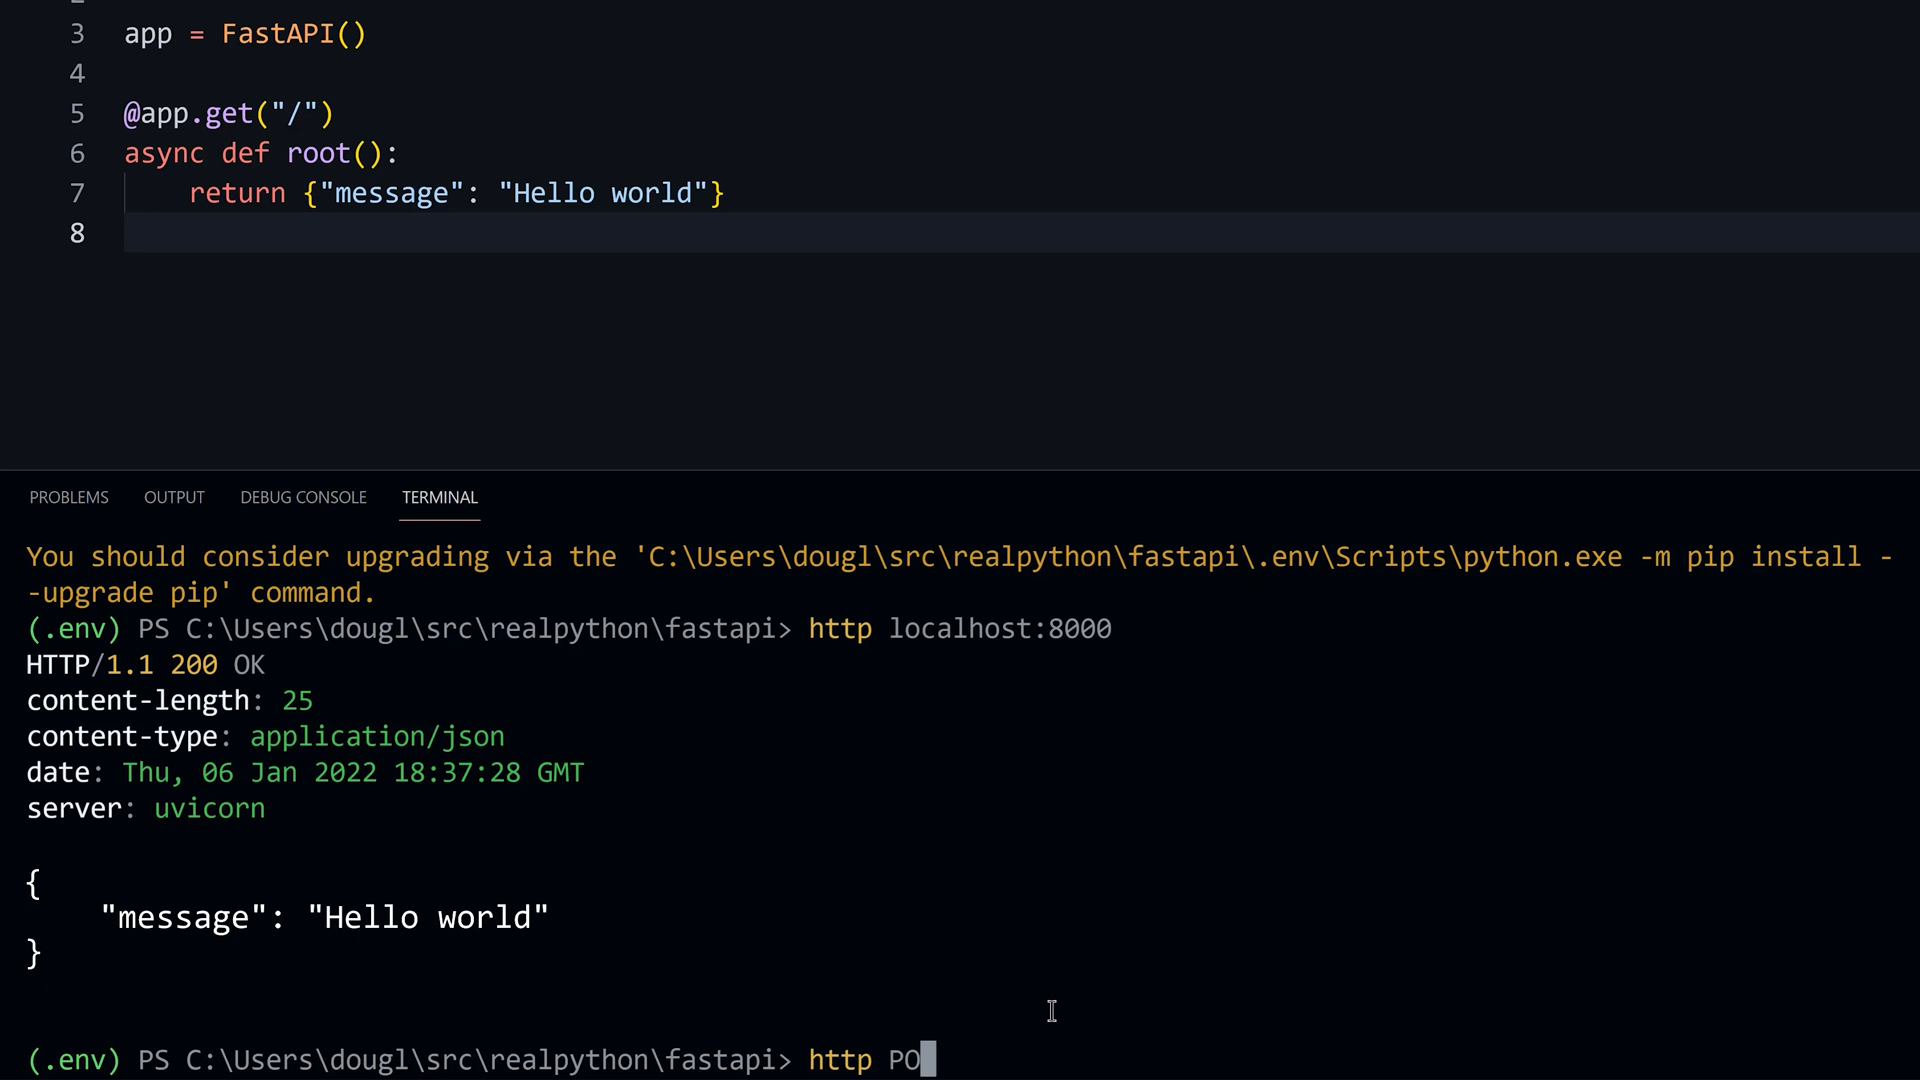 3 app = FastAPI()
4
5 @app.get("/")
6 async def root():
7     return {"message": "Hello world"}
8
PROBLEMS OUTPUT DEBUG CONSOLE TERMINAL
You should consider upgrading via the 'C:\Users\dougl\src\realpython\fastapi\.env\Scripts\python.exe -m pip install -
-upgrade pip' command.
(.env) PS C:\Users\dougl\src\realpython\fastapi> http localhost:8000
HTTP/1.1 200 OK
content-length: 25
content-type: application/json
date: Thu, 06 Jan 2022 18:37:28 GMT
server: uvicorn
{
    "message": "Hello world"
}
(.env) PS C:\Users\dougl\src\realpython\fastapi> http PO